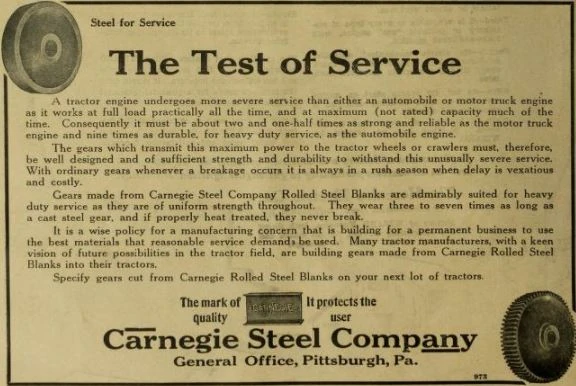 Steel for Service
The Test of Service
A tractor engine undergoes more severe service than either an automobile or motor truck engine
as it works at full load practically all the time, and at maximum (not rated) capacity much of the
time. Consequently it must be about two and one-half times as strong and reliable as the motor truck
engine and nine times as durable, for heavy duty service, as the automobile engine.
The gears which transmit this maximum power to the tractor wheels or crawlers must, therefore,
be well designed and of sufficient strength and durability to withstand this unusually severe service.
With ordinary gears whenever a breakage occurs it is always in a rush season when delay is vexatious
and costly.
Gears made from Carnegie Steel Company Rolled Steel Blanks are admirably suited for heavy
duty service as they are of uniform strength throughout. They wear three to seven times as long as
a cast steel gear, and if properly heat treated, they never break.
It is a wise policy for a manufacturing concern that is building for a permanent business to use
the best materials that reasonable service demands be used. Many tractor manufacturers, with a keen
vision of future possibilities in the tractor field, are building gears made from Carnegie Rolled Steel
Blanks into their tractors.
Specify gears cut from Carnegie Rolled Steel Blanks on your next lot of tractors.
The mark of It protects the
quality user
Carnegie Steel Company
General Office, Pittsburgh, Pa.
973